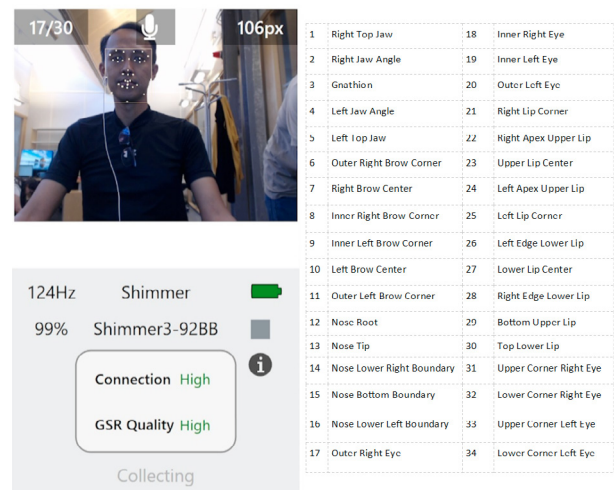 17/30 106px
124Hz Shimmer
99% Shimmer3-92BB
Connection High
GSR Quality High
Collecting
1 Right Top Jaw 18 Inner Right Eye
2 Right Jaw Angle 19 Inner Left Eye
3 Gnathion 20 Outer Left Eye
4 Left Jaw Angle 21 Right Lip Corner
5 Left Top Jaw 22 Right Apex Upper Lip
6 Outer Right Brow Corner 23 Upper Lip Center
7 Right Brow Center 24 Left Apex Upper Lip
8 Inner Right Brow Corner 25 Left Lip Corner
9 Inner Left Brow Corner 26 Left Edge Lower Lip
10 Left Brow Center 27 Lower Lip Center
11 Outer Left Brow Corner 28 Right Edge Lower Lip
12 Nose Root 29 Bottom Upper Lip
13 Nose Tip 30 Top Lower Lip
14 Nose Lower Right Boundary 31 Upper Corner Right Eye
15 Nose Bottom Boundary 32 Lower Corner Right Eye
16 Nose Lower Left Boundary 33 Upper Corner Left Eye
17 Outer Right Eye 34 Lower Corner Left Eye